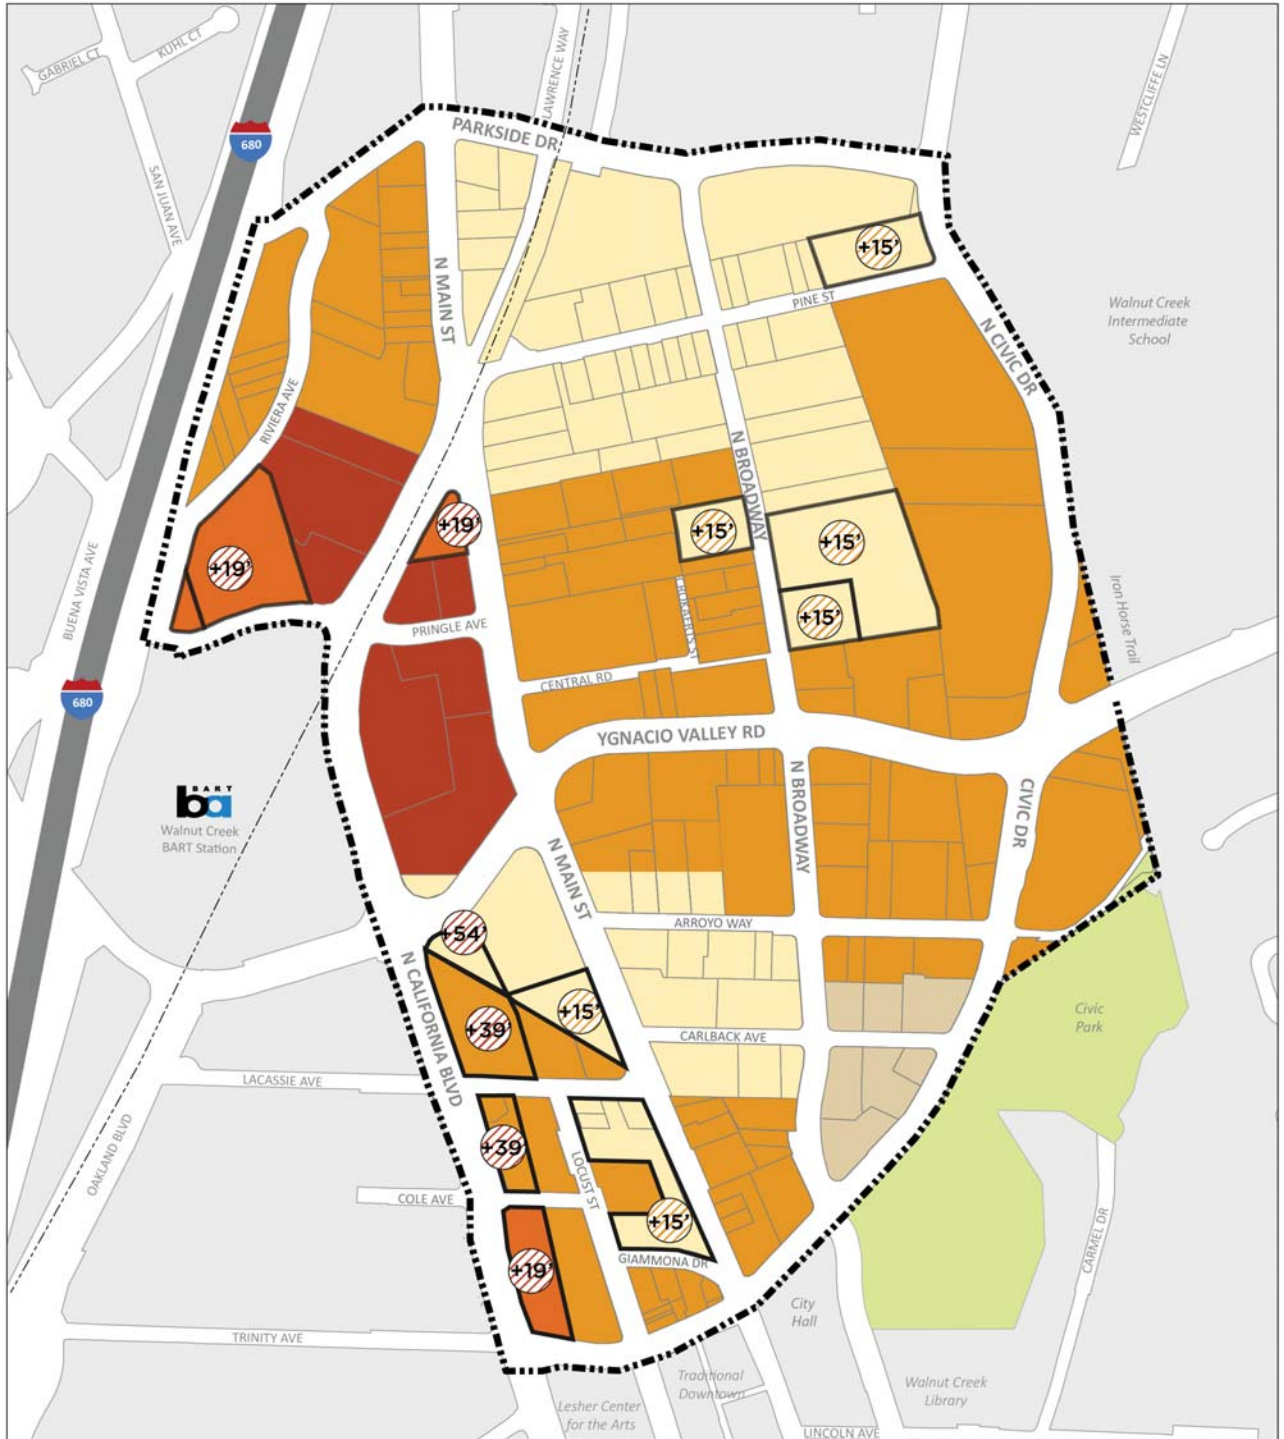 GABRIEL CT
KUHL CT
LAWRENCE WAY
WESTCLIFFE LN
680
PARKSIDE DR
SAN JUAN AVE
+15'
N MAIN ST
PINE ST
Walnut Creek
Intermediate
School
N CIVIC DR
RIVIERA AVE
N BROADWAY
+19'
+15'
+15'
+19'
BUENA VISTA AVE
+15'
Iron Horse Trail
PRINGLE AVE
CENTRAL RD
680
YGNACIO VALLEY RD
BART
ba
Walnut Creek
BART Station
N BROADWAY
CIVIC DR
N MAIN ST
+54'
ARROYO WAY
N CALIFORNIA BLVD
+15'
+39'
Civic
Park
CARLBACK AVE
LACASSIE AVE
OAKLAND BLVD
+39'
LOCUST ST
COLE AVE
+15'
CARMEL DR
GIAMMONA DR
+19'
City
Hall
TRINITY AVE
Traditional
Downtown
Walnut Creek
Library
Lesher Center
for the Arts
LINCOLN AVE